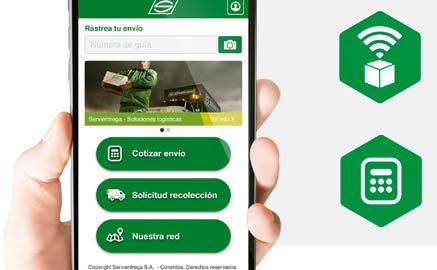 Rastrea tu envío
Número de guía
Servientrega - Soluciones logísticas
Ver más >
Cotizar envío
Solicitud recolección
Nuestra red
Copyright Servientrega S.A. - Colombia. Derechos reservados